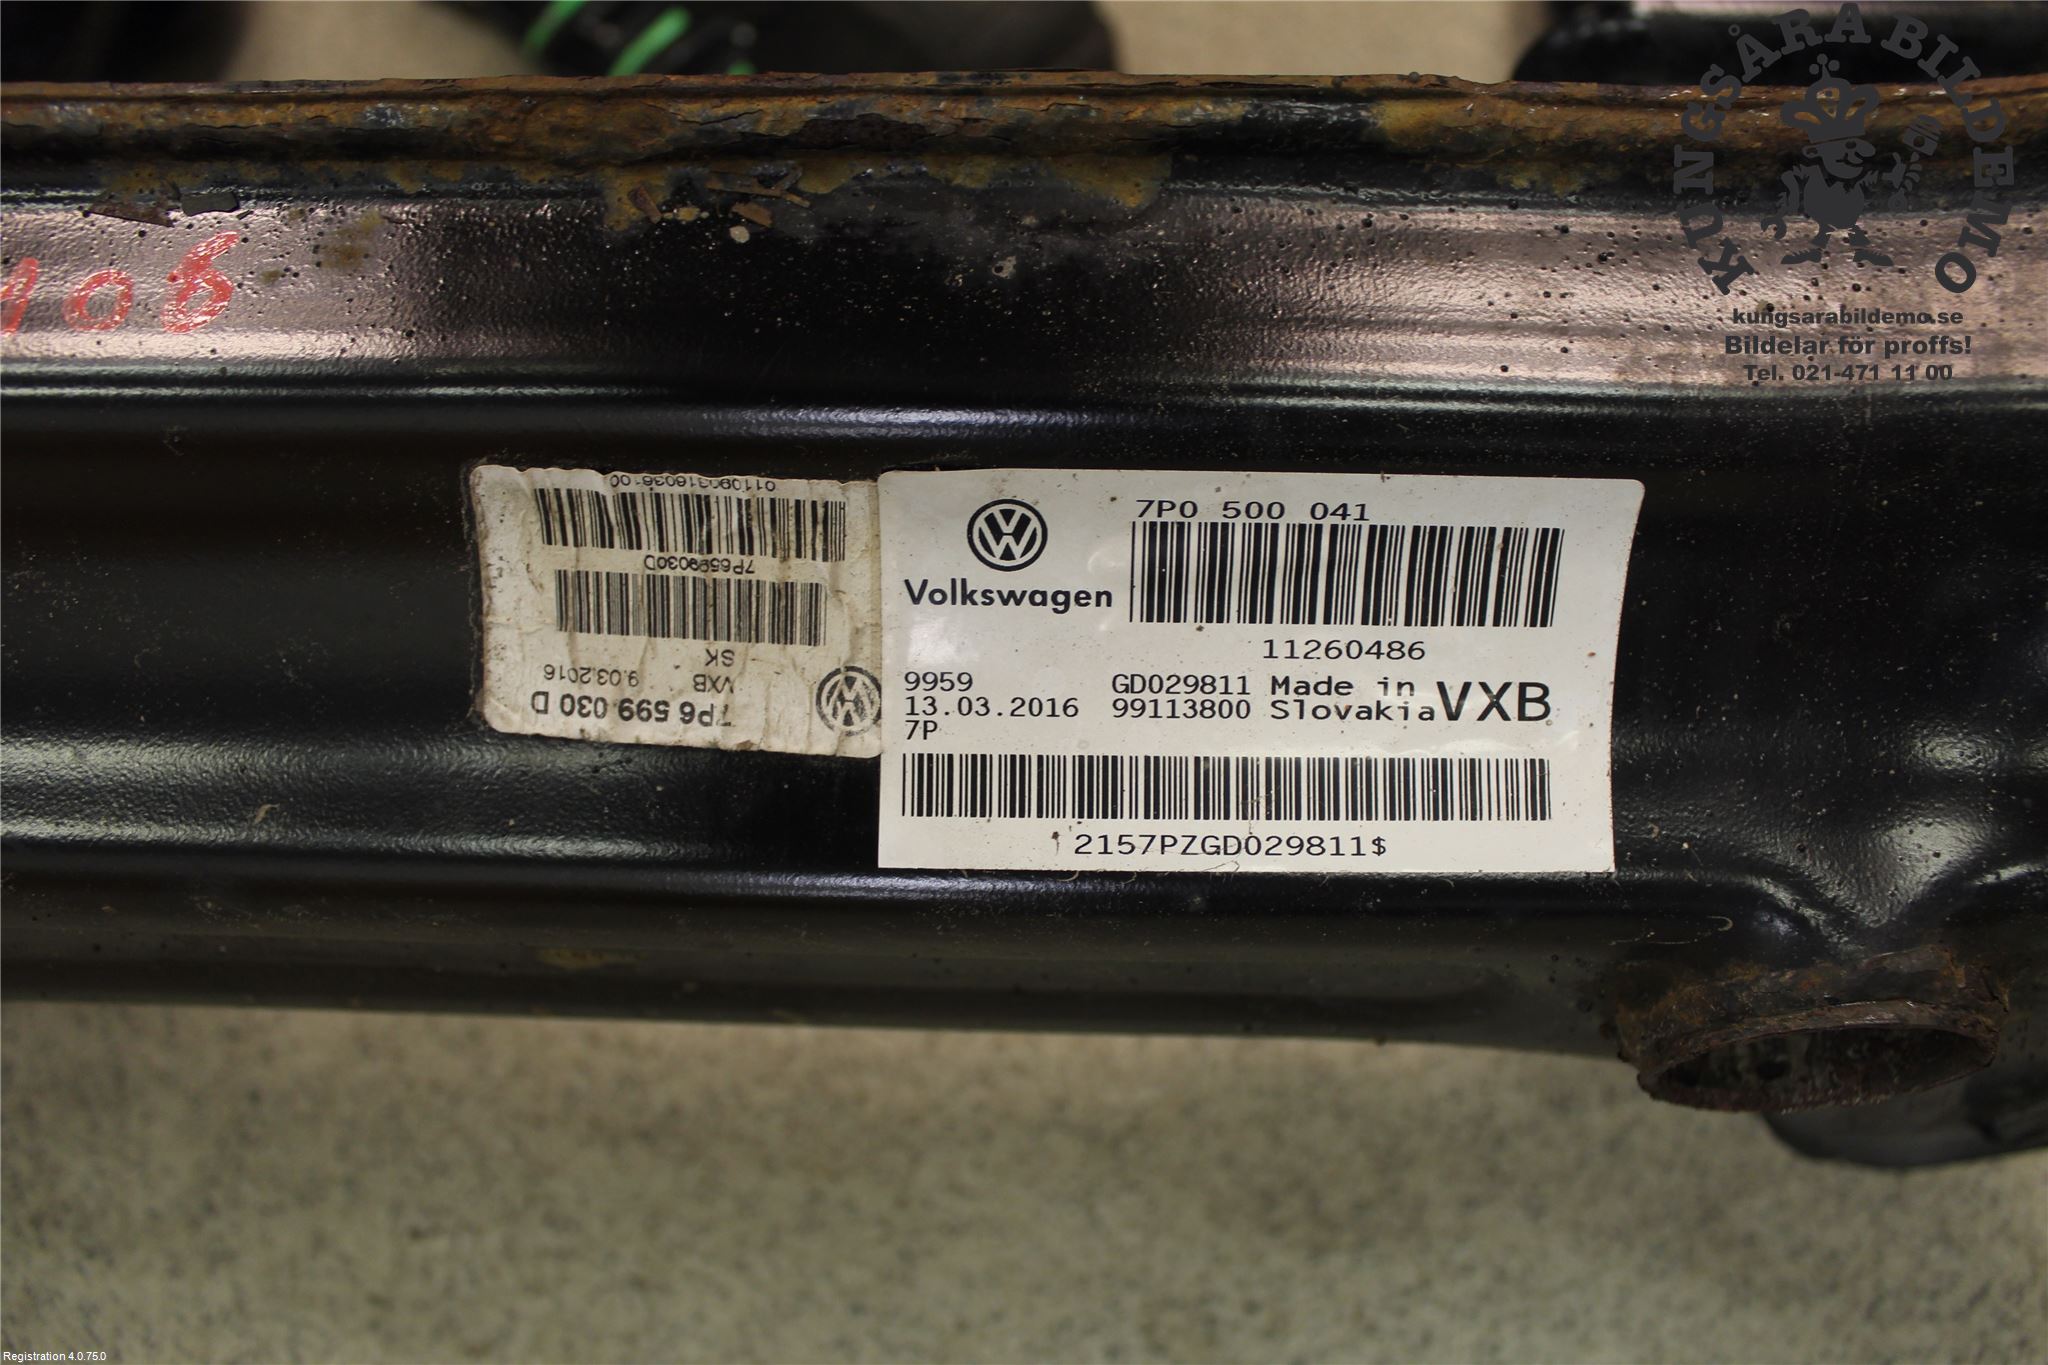 KUNGSÅRA BILDEMO
kungsarabildemo.se
Bildelar för proffs!
Tel. 021-471 11 00
7P6 599 030 D
VXB 9.03.2016
SK
7P6599030D
Volkswagen
7P0 500 041
11260486
9959 GD029811 Made in
13.03.2016 99113800 Slovakia VXB
7P
2157PZGD029811$
Registration 4.0.75.0